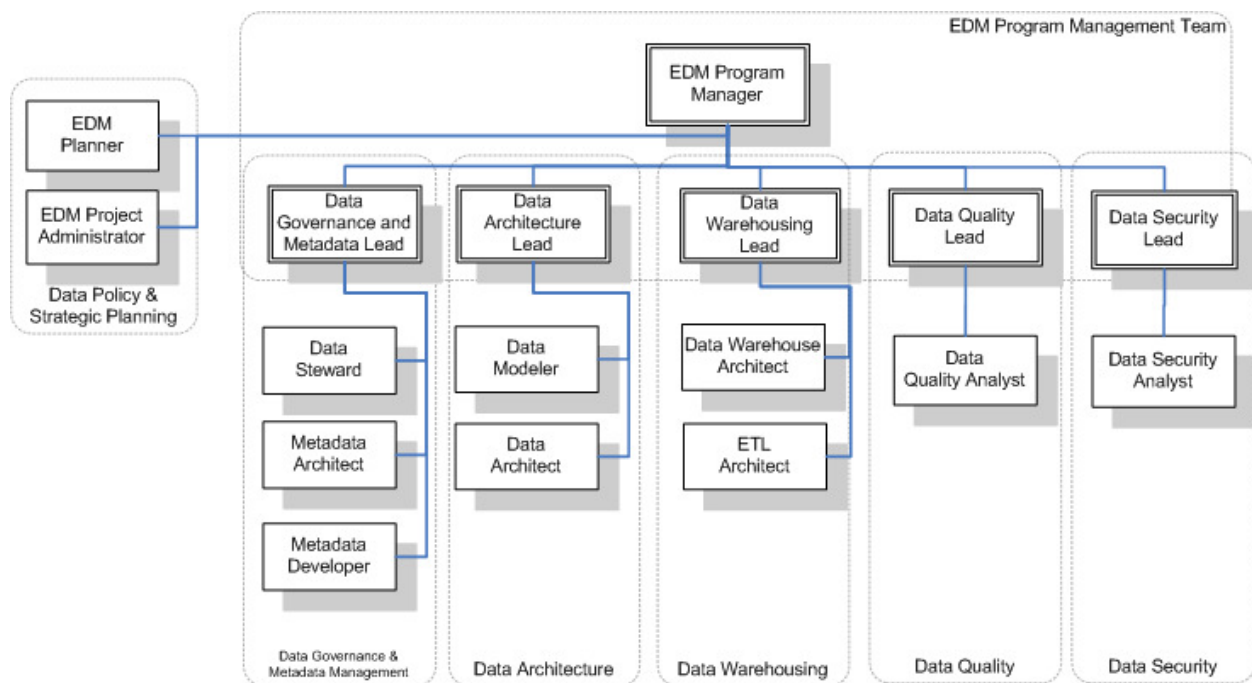 EDM Program Management Team
EDM Program
Manager
EDM
Planner
EDM Project
Administrator
Data Policy &
Strategic Planning
Data
Governance and
Metadata Lead
Data
Architecture
Lead
Data
Warehousing
Lead
Data Quality
Lead
Data Security
Lead
Data
Steward
Data
Modeler
Data Warehouse
Architect
Data
Quality Analyst
Data Security
Analyst
Metadata
Architect
Data
Architect
ETL
Architect
Metadata
Developer
Data Governance &
Metadata Management
Data Architecture
Data Warehousing
Data Quality
Data Security